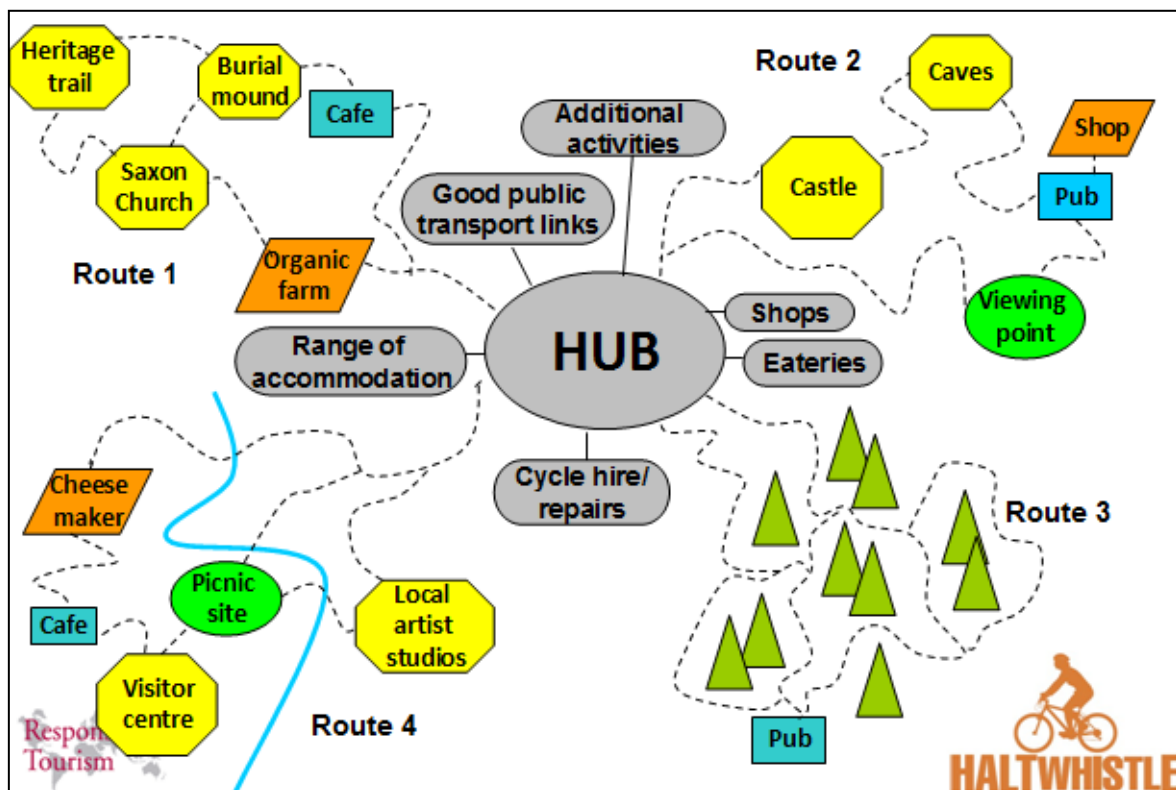 Heritage
trail
Burial
mound
Cafe
Saxon
Church
Organic
farm
Route 1
Additional
activities
Good public
transport links
Range of
accommodation
HUB
Shops
Eateries
Cycle hire/
repairs
Route 2
Caves
Castle
Shop
Pub
Viewing
point
Route 3
Pub
Cheese
maker
Cafe
Picnic
site
Visitor
centre
Local
artist
studios
Route 4
Respon
Tourism
HALTWHISTLE